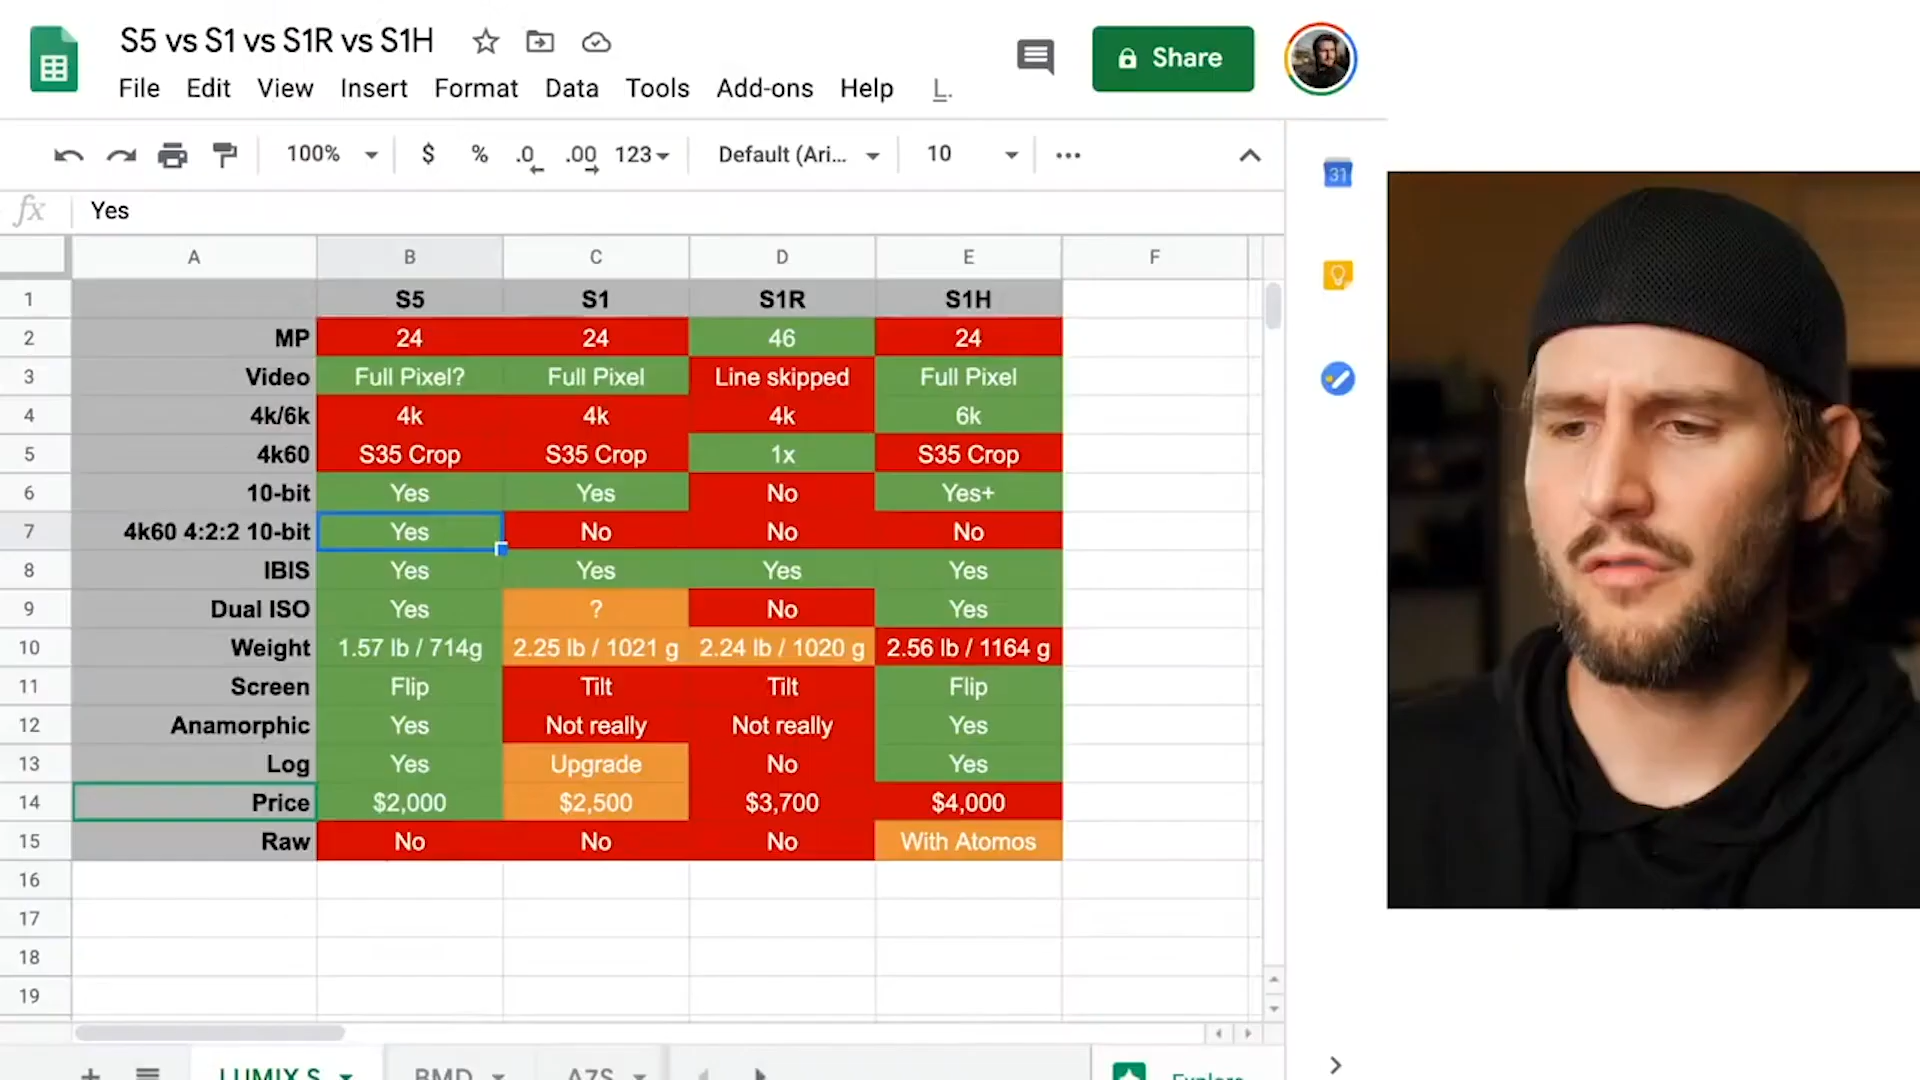 S5 vs S1 vs S1R vs S1H
File Edit View Insert Format Data Tools Add-ons Help L.
Share
100% $ % .0 .00 123 Default (Ari... 10
31
fx Yes
A B C D E F
1 S5 S1 S1R S1H
2 MP 24 24 46 24
3 Video Full Pixel? Full Pixel Line skipped Full Pixel
4 4k/6k 4k 4k 4k 6k
5 4k60 S35 Crop S35 Crop 1x S35 Crop
6 10-bit Yes Yes No Yes+
7 4k60 4:2:2 10-bit Yes No No No
8 IBIS Yes Yes Yes Yes
9 Dual ISO Yes ? No Yes
10 Weight 1.57 lb / 714g 2.25 lb / 1021 g 2.24 lb / 1020 g 2.56 lb / 1164 g
11 Screen Flip Tilt Tilt Flip
12 Anamorphic Yes Not really Not really Yes
13 Log Yes Upgrade No Yes
14 Price $2,000 $2,500 $3,700 $4,000
15 Raw No No No With Atomos
16
17
18
19
LUMIX S BMD A7S Explore